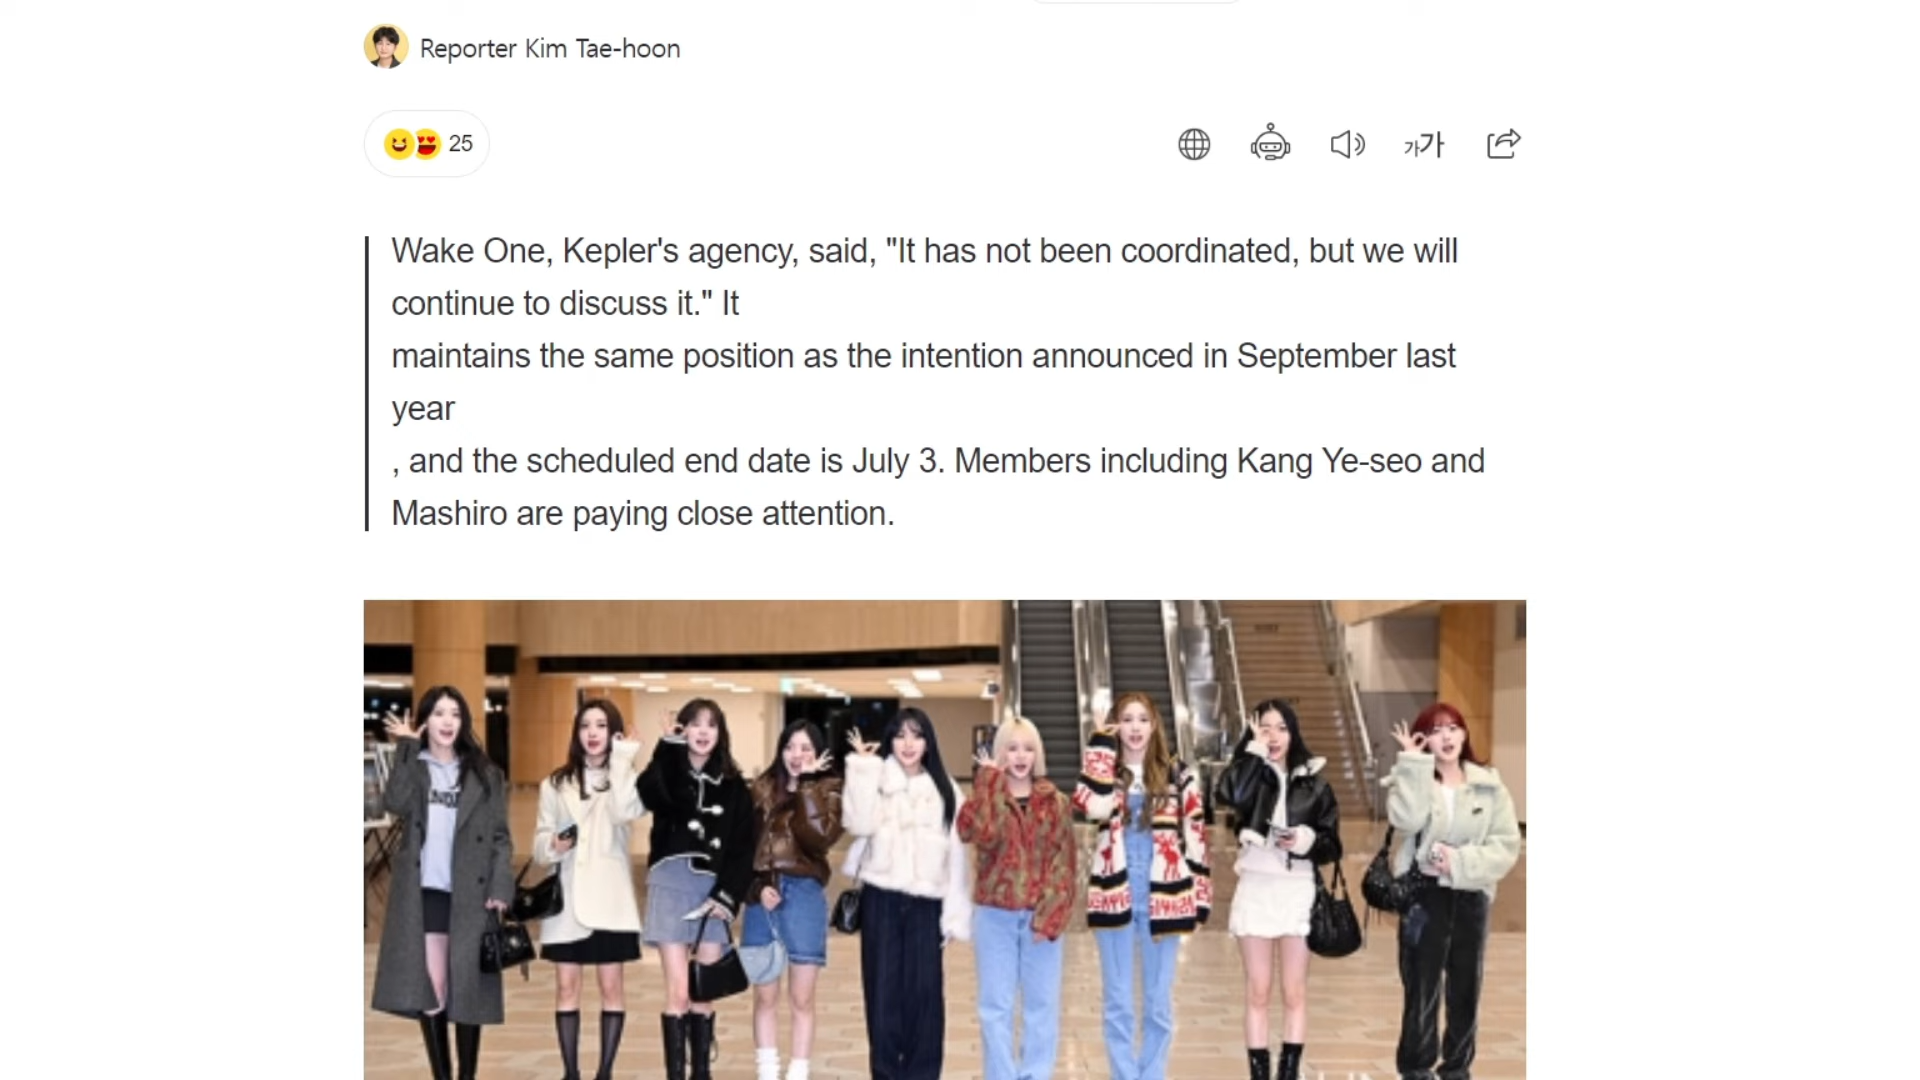 Reporter Kim Tae-hoon
25
가가
Wake One, Kepler's agency, said, "It has not been coordinated, but we will
continue to discuss it." It
maintains the same position as the intention announced in September last
year
, and the scheduled end date is July 3. Members including Kang Ye-seo and
Mashiro are paying close attention.